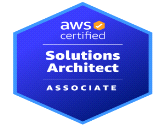 aws
certified
Solutions
Architect
ASSOCIATE